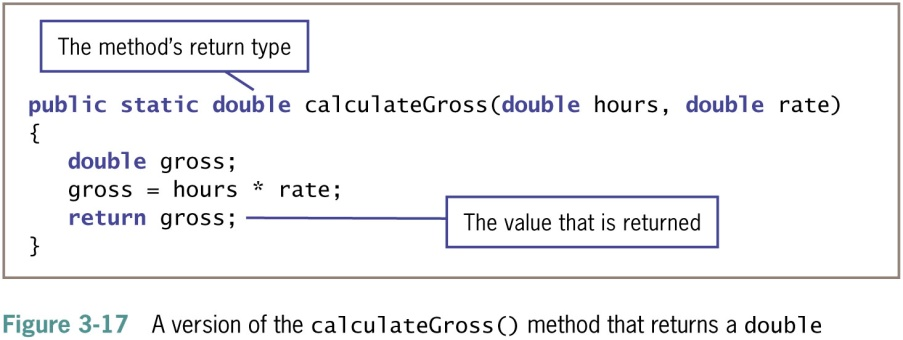 The method's return type
public static double calculateGross(double hours, double rate)
{
double gross;
gross = hours * rate;
return gross;
The value that is returned
}
Figure 3-17 A version of the calculateGross() method that returns a double